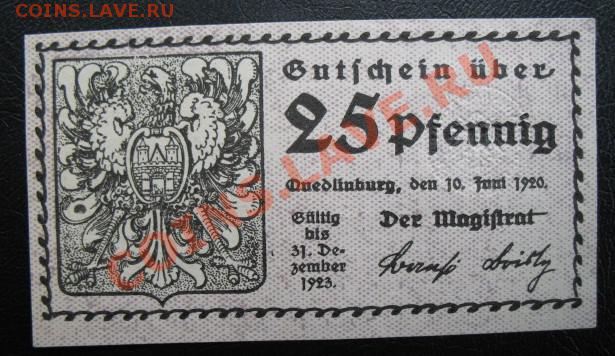 COINS.LAVE.RU
Gutschein über
25 Pfennig
Quedlinburg, den 10. Juni 1920.
Gültig
bis
31. De-
zember
1923.
Der Magistrat
COINS.LAVE.RU
COINS.LAVE.RU